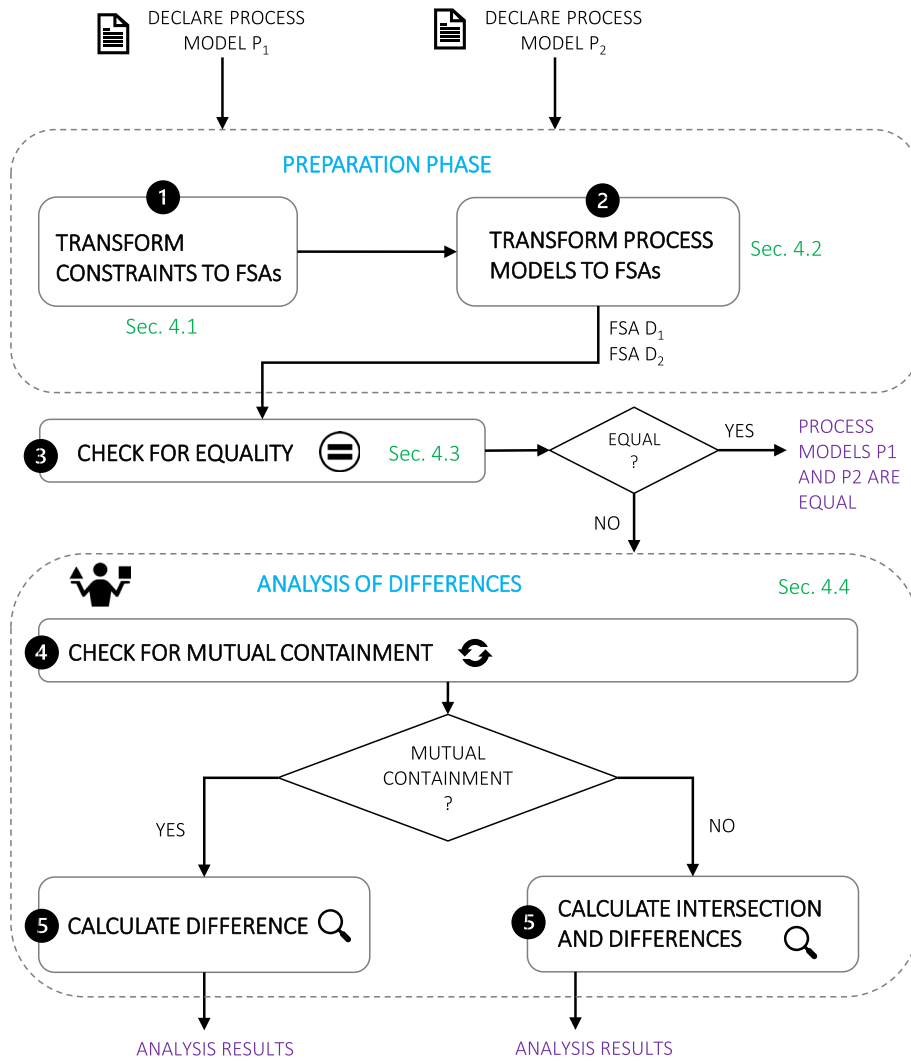 DECLARE PROCESS
MODEL P₁
DECLARE PROCESS
MODEL P₂
PREPARATION PHASE
1
TRANSFORM
CONSTRAINTS TO FSAs
Sec. 4.1
2
TRANSFORM PROCESS
MODELS TO FSAs
Sec. 4.2
FSA D₁
FSA D₂
3
CHECK FOR EQUALITY
Sec. 4.3
EQUAL
?
YES
PROCESS
MODELS P1
AND P2 ARE
EQUAL
NO
ANALYSIS OF DIFFERENCES
Sec. 4.4
4
CHECK FOR MUTUAL CONTAINMENT
MUTUAL
CONTAINMENT
?
YES
NO
5
CALCULATE DIFFERENCE
5
CALCULATE INTERSECTION
AND DIFFERENCES
ANALYSIS RESULTS
ANALYSIS RESULTS